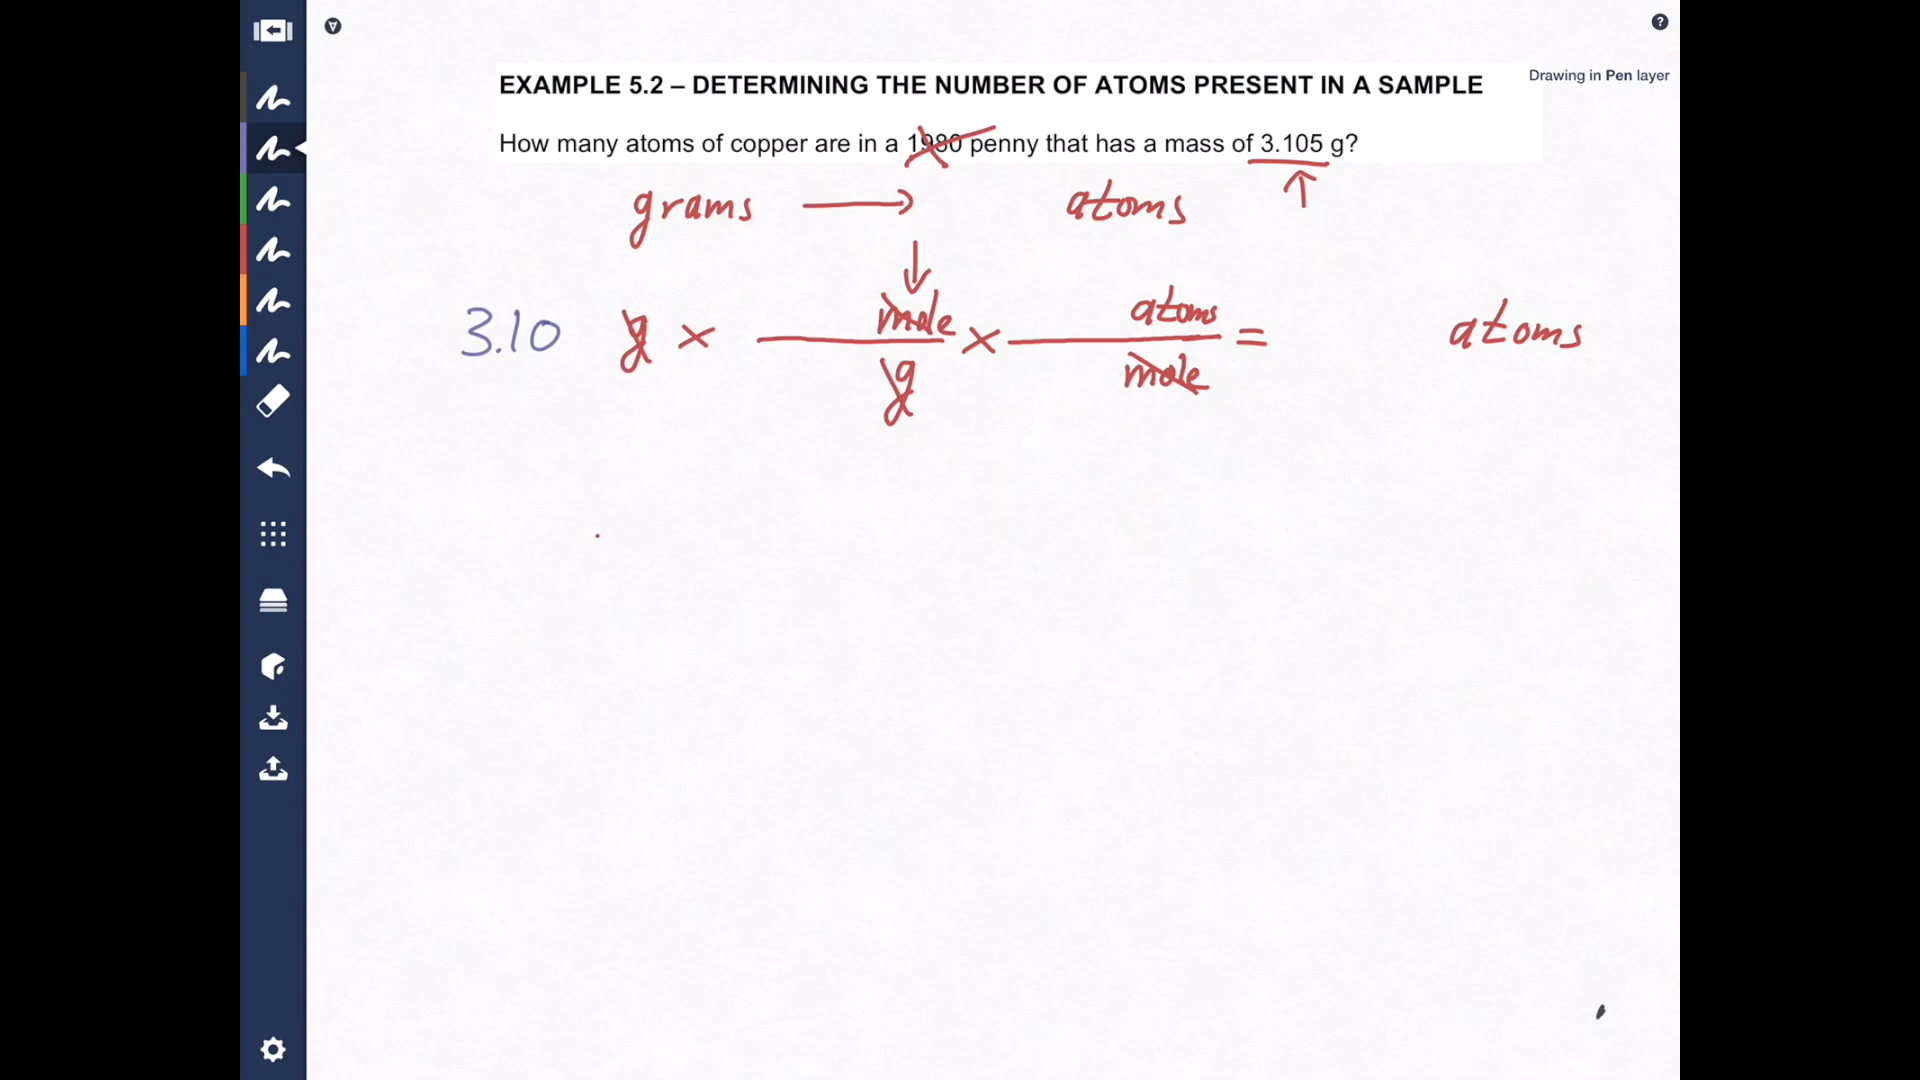 Drawing in Pen layer
EXAMPLE 5.2 – DETERMINING THE NUMBER OF ATOMS PRESENT IN A SAMPLE
How many atoms of copper are in a 1980 penny that has a mass of 3.105 g?
grams → atoms ↑
↓
3.10 g × mole / g × atoms / mole = atoms